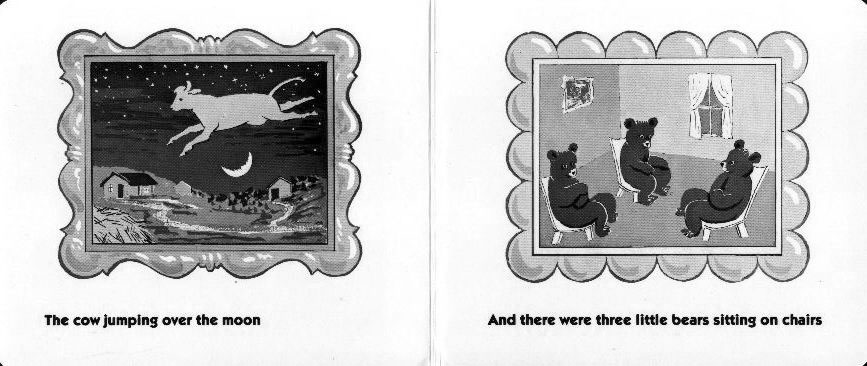 The cow jumping over the moon
And there were three little bears sitting on chairs